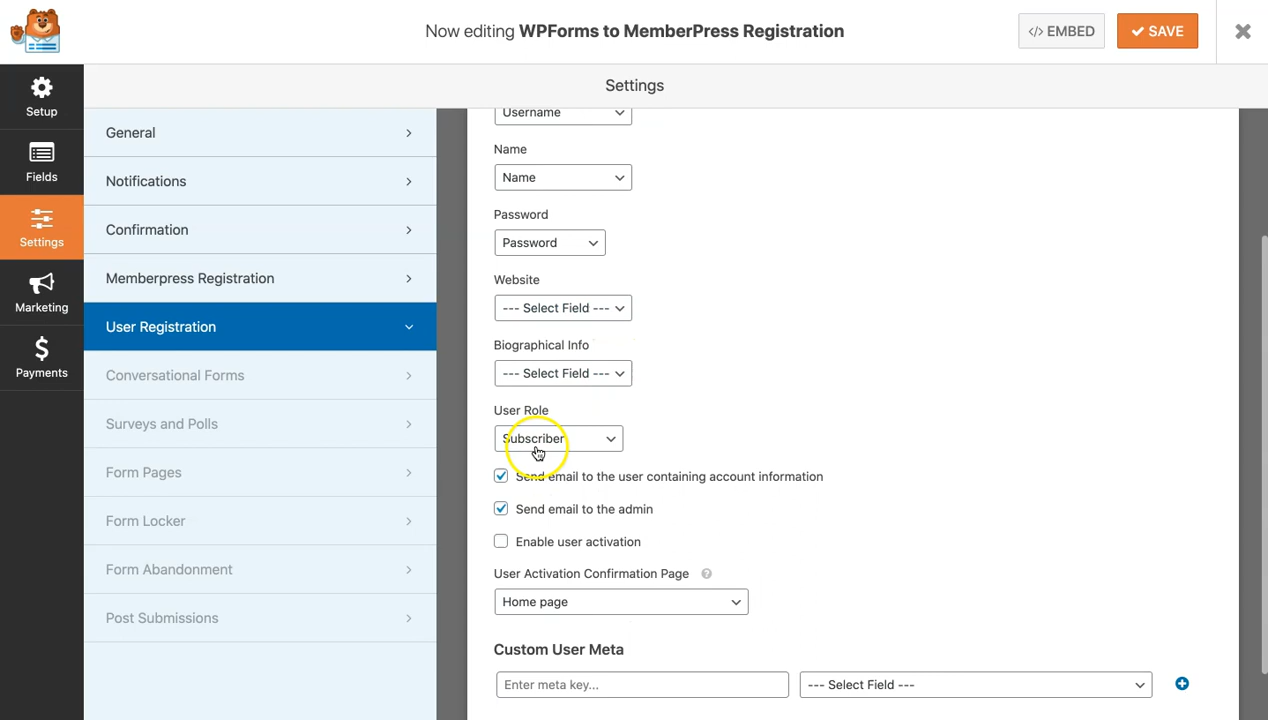 Now editing WPForms to MemberPress Registration
</> EMBED
SAVE
Setup
Fields
Settings
Marketing
Payments
Settings
General
Notifications
Confirmation
Memberpress Registration
User Registration
Conversational Forms
Surveys and Polls
Form Pages
Form Locker
Form Abandonment
Post Submissions
Username
Name
Name
Password
Password
Website
--- Select Field ---
Biographical Info
--- Select Field ---
User Role
Subscriber
Send email to the user containing account information
Send email to the admin
Enable user activation
User Activation Confirmation Page ?
Home page
Custom User Meta
Enter meta key... --- Select Field ---